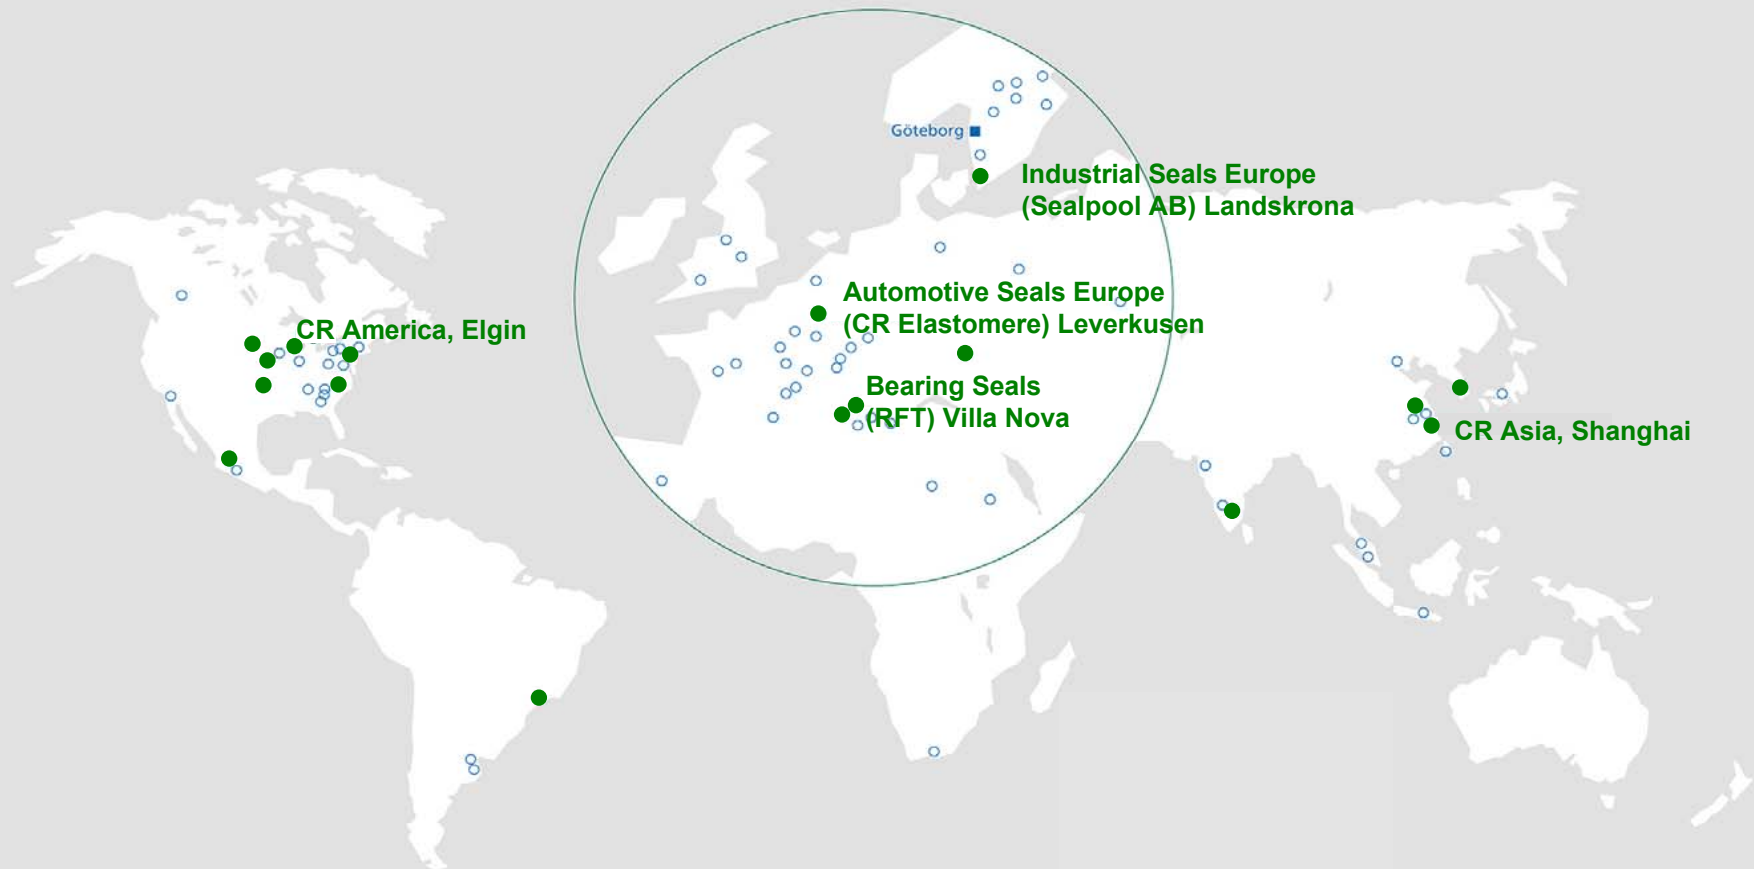 Göteborg
Industrial Seals Europe
(Sealpool AB) Landskrona
Automotive Seals Europe
(CR Elastomere) Leverkusen
CR America, Elgin
Bearing Seals
(RFT) Villa Nova
CR Asia, Shanghai